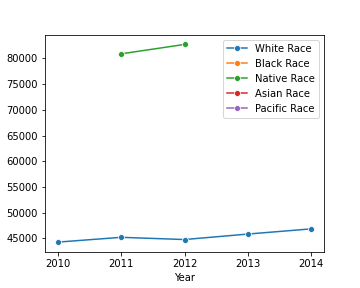 White Race
Black Race
Native Race
Asian Race
Pacific Race
80000
75000
70000
65000
60000
55000
50000
45000
2010 2011 2012 2013 2014
Year